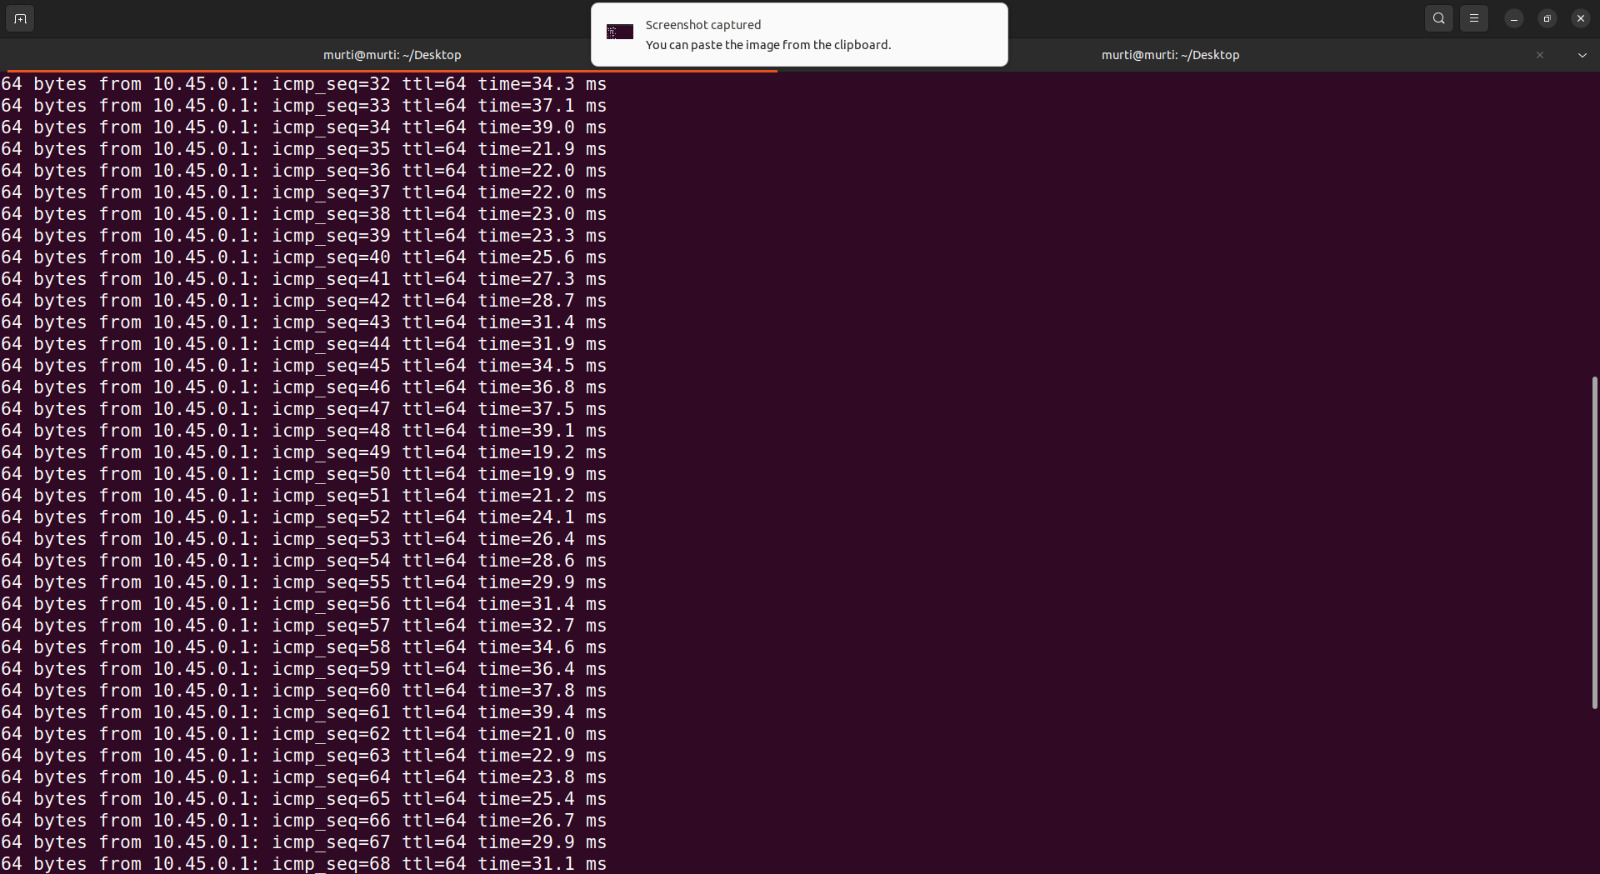 Screenshot captured
You can paste the image from the clipboard.
murti@murti: ~/Desktop
murti@murti: ~/Desktop
64 bytes from 10.45.0.1: icmp_seq=32 ttl=64 time=34.3 ms
64 bytes from 10.45.0.1: icmp_seq=33 ttl=64 time=37.1 ms
64 bytes from 10.45.0.1: icmp_seq=34 ttl=64 time=39.0 ms
64 bytes from 10.45.0.1: icmp_seq=35 ttl=64 time=21.9 ms
64 bytes from 10.45.0.1: icmp_seq=36 ttl=64 time=22.0 ms
64 bytes from 10.45.0.1: icmp_seq=37 ttl=64 time=22.0 ms
64 bytes from 10.45.0.1: icmp_seq=38 ttl=64 time=23.0 ms
64 bytes from 10.45.0.1: icmp_seq=39 ttl=64 time=23.3 ms
64 bytes from 10.45.0.1: icmp_seq=40 ttl=64 time=25.6 ms
64 bytes from 10.45.0.1: icmp_seq=41 ttl=64 time=27.3 ms
64 bytes from 10.45.0.1: icmp_seq=42 ttl=64 time=28.7 ms
64 bytes from 10.45.0.1: icmp_seq=43 ttl=64 time=31.4 ms
64 bytes from 10.45.0.1: icmp_seq=44 ttl=64 time=31.9 ms
64 bytes from 10.45.0.1: icmp_seq=45 ttl=64 time=34.5 ms
64 bytes from 10.45.0.1: icmp_seq=46 ttl=64 time=36.8 ms
64 bytes from 10.45.0.1: icmp_seq=47 ttl=64 time=37.5 ms
64 bytes from 10.45.0.1: icmp_seq=48 ttl=64 time=39.1 ms
64 bytes from 10.45.0.1: icmp_seq=49 ttl=64 time=19.2 ms
64 bytes from 10.45.0.1: icmp_seq=50 ttl=64 time=19.9 ms
64 bytes from 10.45.0.1: icmp_seq=51 ttl=64 time=21.2 ms
64 bytes from 10.45.0.1: icmp_seq=52 ttl=64 time=24.1 ms
64 bytes from 10.45.0.1: icmp_seq=53 ttl=64 time=26.4 ms
64 bytes from 10.45.0.1: icmp_seq=54 ttl=64 time=28.6 ms
64 bytes from 10.45.0.1: icmp_seq=55 ttl=64 time=29.9 ms
64 bytes from 10.45.0.1: icmp_seq=56 ttl=64 time=31.4 ms
64 bytes from 10.45.0.1: icmp_seq=57 ttl=64 time=32.7 ms
64 bytes from 10.45.0.1: icmp_seq=58 ttl=64 time=34.6 ms
64 bytes from 10.45.0.1: icmp_seq=59 ttl=64 time=36.4 ms
64 bytes from 10.45.0.1: icmp_seq=60 ttl=64 time=37.8 ms
64 bytes from 10.45.0.1: icmp_seq=61 ttl=64 time=39.4 ms
64 bytes from 10.45.0.1: icmp_seq=62 ttl=64 time=21.0 ms
64 bytes from 10.45.0.1: icmp_seq=63 ttl=64 time=22.9 ms
64 bytes from 10.45.0.1: icmp_seq=64 ttl=64 time=23.8 ms
64 bytes from 10.45.0.1: icmp_seq=65 ttl=64 time=25.4 ms
64 bytes from 10.45.0.1: icmp_seq=66 ttl=64 time=26.7 ms
64 bytes from 10.45.0.1: icmp_seq=67 ttl=64 time=29.9 ms
64 bytes from 10.45.0.1: icmp_seq=68 ttl=64 time=31.1 ms